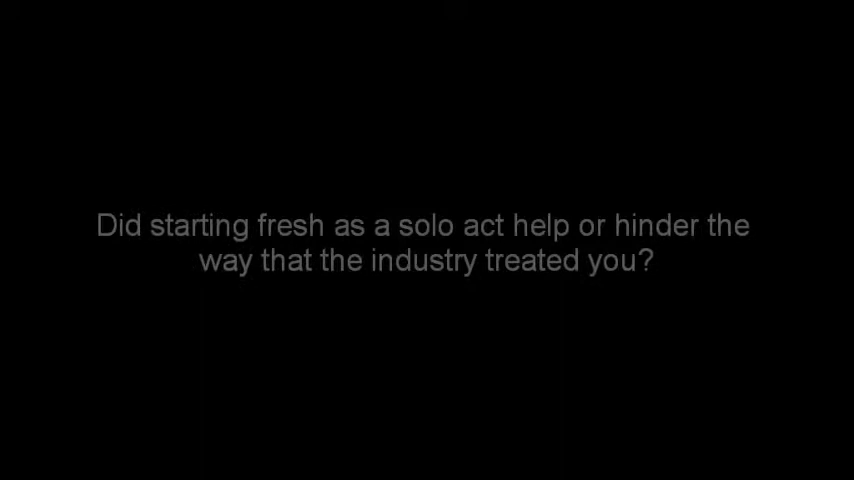 Did starting fresh as a solo act help or hinder the
way that the industry treated you?